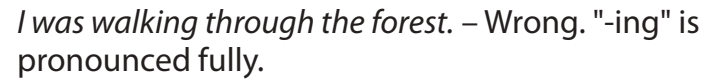 I was walking through the forest. – Wrong. "-ing" is
pronounced fully.